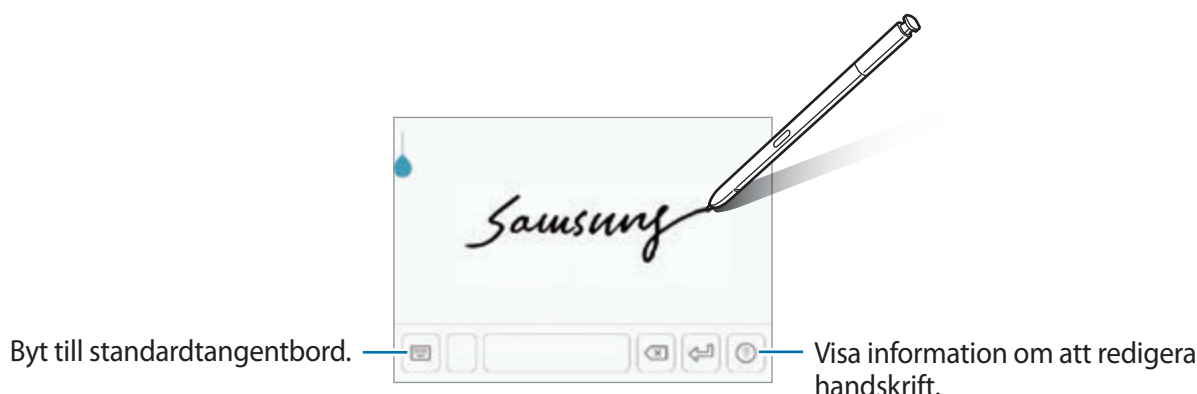 Samsung
Byt till standardtangentbord.
Visa information om att redigera
handskrift.